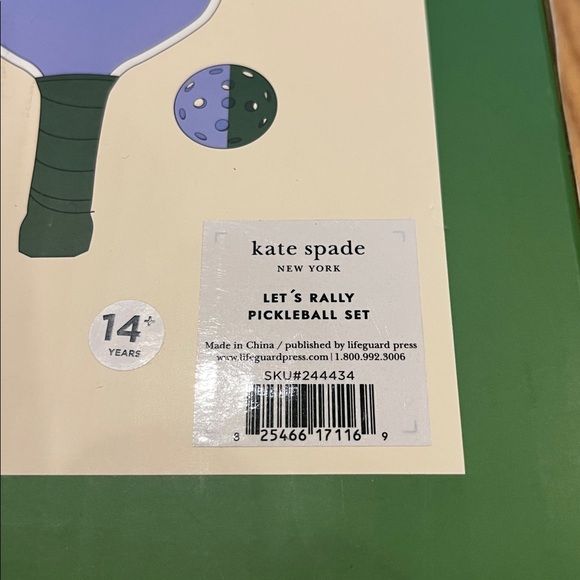 kate spade
NEW YORK
LET´S RALLY
PICKLEBALL SET
14+
YEARS
Made in China / published by lifeguard press
www.lifeguardpress.com | 1.800.992.3006
SKU#244434
3 25466 17116 9